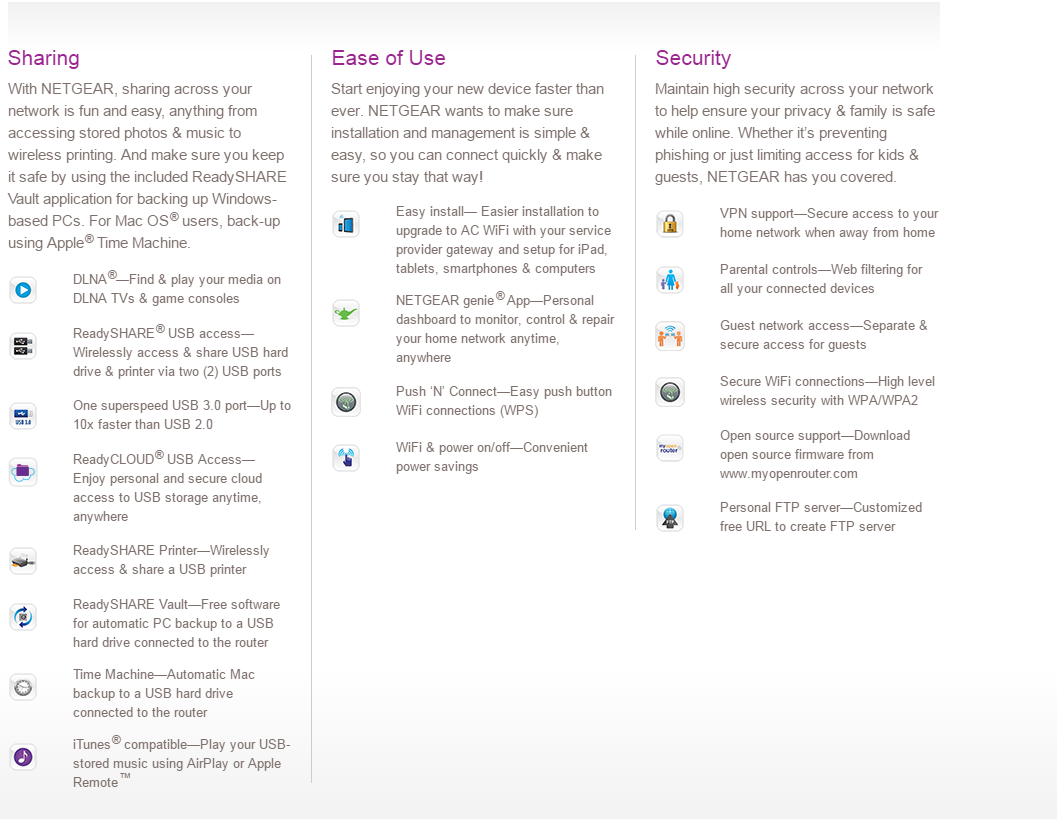 Sharing
With NETGEAR, sharing across your
network is fun and easy, anything from
accessing stored photos & music to
wireless printing. And make sure you keep
it safe by using the included ReadySHARE
Vault application for backing up Windows-
based PCs. For Mac OS® users, back-up
using Apple® Time Machine.
DLNA®—Find & play your media on
DLNA TVs & game consoles
ReadySHARE® USB access—
Wirelessly access & share USB hard
drive & printer via two (2) USB ports
USB 3.0
One superspeed USB 3.0 port—Up to
10x faster than USB 2.0
ReadyCLOUD® USB Access—
Enjoy personal and secure cloud
access to USB storage anytime,
anywhere
ReadySHARE Printer—Wirelessly
access & share a USB printer
ReadySHARE Vault—Free software
for automatic PC backup to a USB
hard drive connected to the router
Time Machine—Automatic Mac
backup to a USB hard drive
connected to the router
iTunes® compatible—Play your USB-
stored music using AirPlay or Apple
Remote™
Ease of Use
Start enjoying your new device faster than
ever. NETGEAR wants to make sure
installation and management is simple &
easy, so you can connect quickly & make
sure you stay that way!
Easy install— Easier installation to
upgrade to AC WiFi with your service
provider gateway and setup for iPad,
tablets, smartphones & computers
NETGEAR genie® App—Personal
dashboard to monitor, control & repair
your home network anytime,
anywhere
Push ‘N’ Connect—Easy push button
WiFi connections (WPS)
WiFi & power on/off—Convenient
power savings
Security
Maintain high security across your network
to help ensure your privacy & family is safe
while online. Whether it’s preventing
phishing or just limiting access for kids &
guests, NETGEAR has you covered.
VPN support—Secure access to your
home network when away from home
Parental controls—Web filtering for
all your connected devices
Guest network access—Separate &
secure access for guests
Secure WiFi connections—High level
wireless security with WPA/WPA2
myopen
router
Open source support—Download
open source firmware from
www.myopenrouter.com
Personal FTP server—Customized
free URL to create FTP server